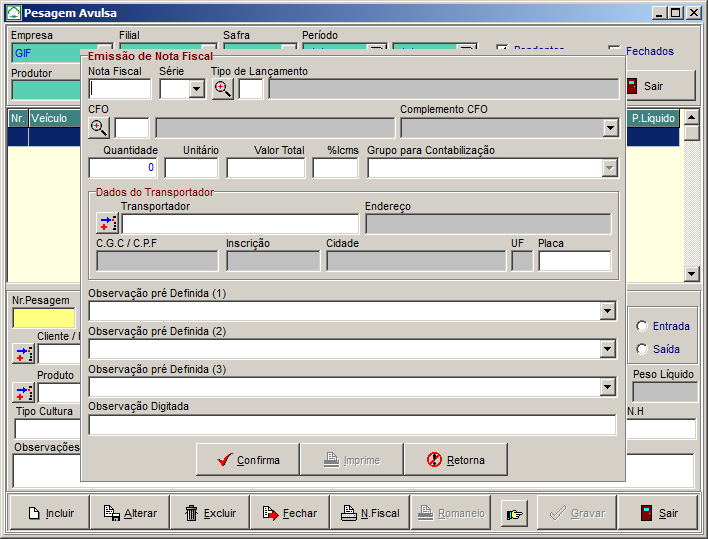 Pesagem Avulsa
Empresa Filial Safra Período
GIF Fechados
Produtor Sair
Emissão de Nota Fiscal
Nota Fiscal Série Tipo de Lançamento
CFO Complemento CFO
Nr. Veículo P.Líquido
Quantidade Unitário Valor Total %Icms Grupo para Contabilização
0
Dados do Transportador
Transportador Endereço
C.G.C / C.P.F Inscrição Cidade UF Placa
Observação pré Definida (1)
Nr.Pesagem
Entrada
Observação pré Definida (2)
Cliente /
Saída
Observação pré Definida (3)
Produto Peso Líquido
Observação Digitada
Tipo Cultura N.H
Observações
Confirma Imprime Retorna
Incluir Alterar Excluir Fechar N.Fiscal Romaneio Gravar Sair